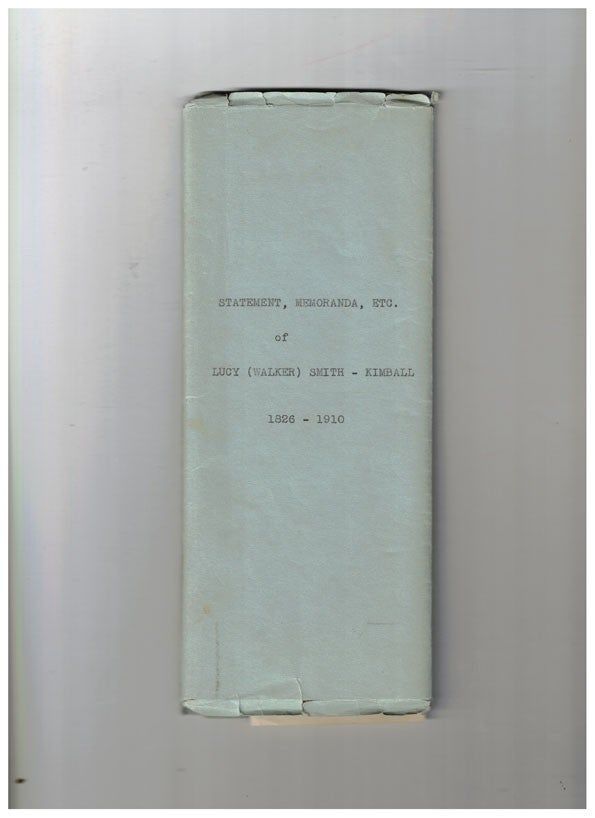 STATEMENT, MEMORANDA, ETC.
of
LUCY (WALKER) SMITH - KIMBALL
1826 - 1910